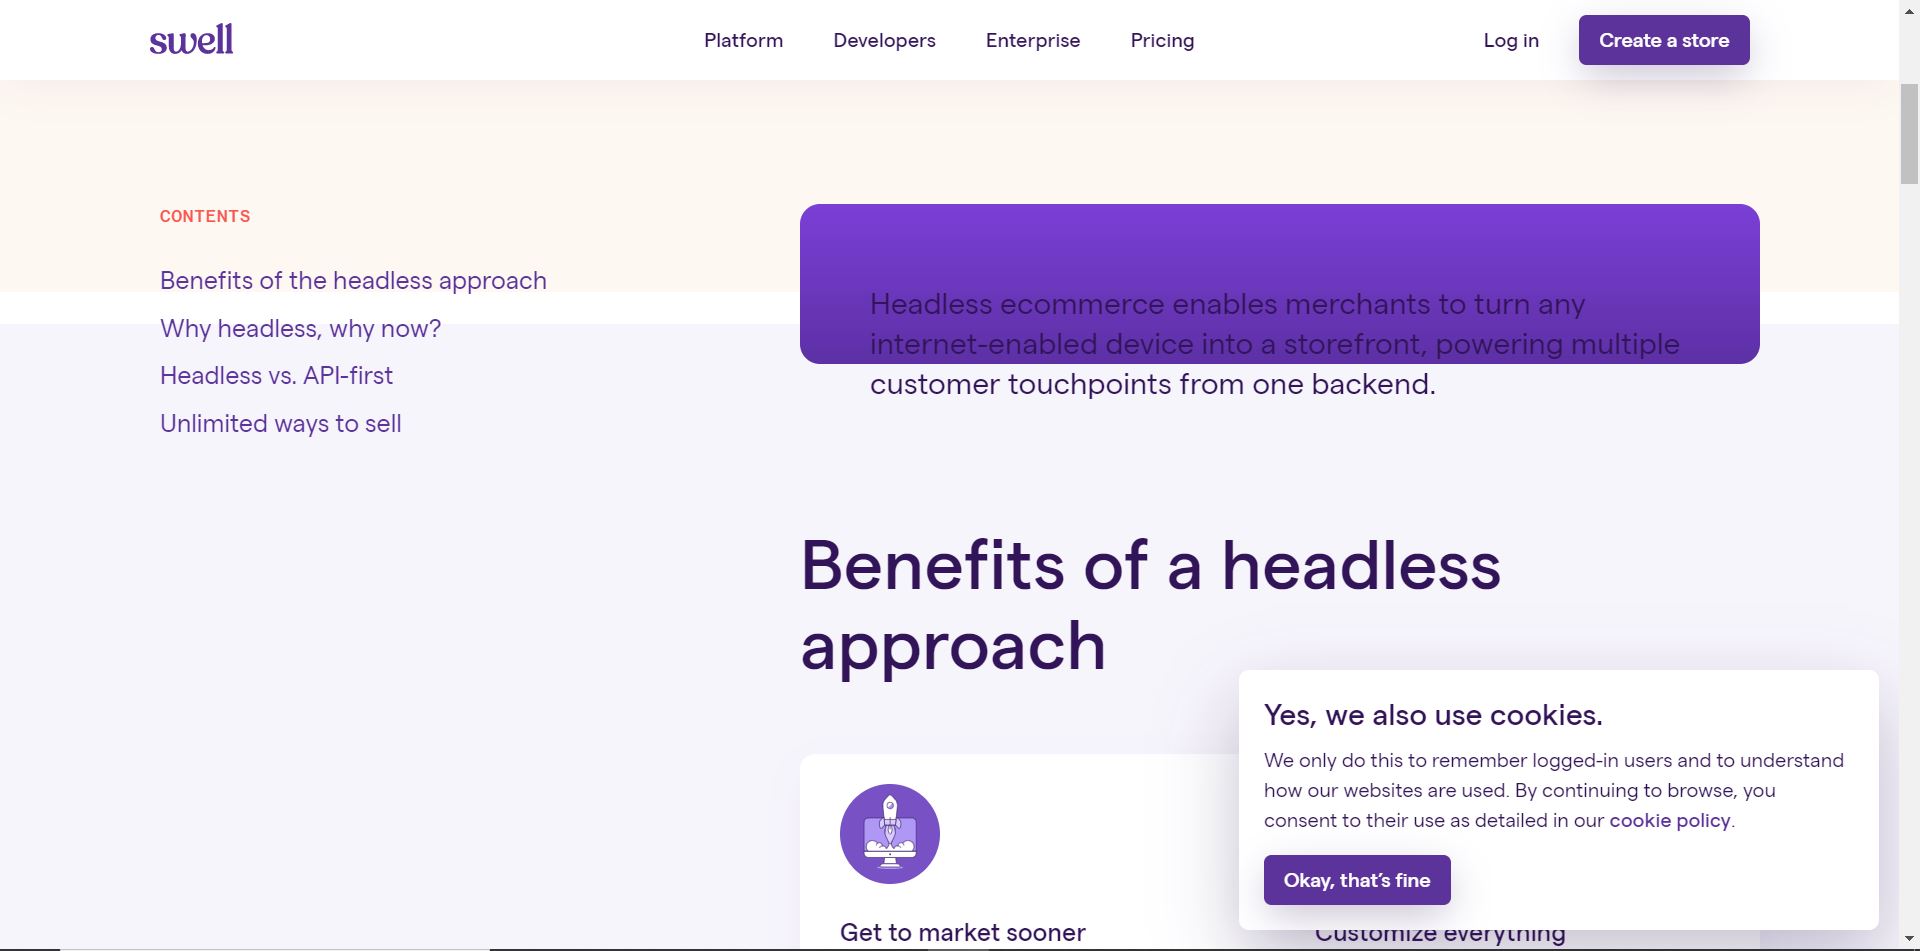 swell
Platform
Developers
Enterprise
Pricing
Log in
Create a store
CONTENTS
Benefits of the headless approach
Why headless, why now?
Headless vs. API-first
Unlimited ways to sell
Headless ecommerce enables merchants to turn any
internet-enabled device into a storefront, powering multiple
customer touchpoints from one backend.
Benefits of a headless
approach
Get to market sooner
Customize everything
Yes, we also use cookies.
We only do this to remember logged-in users and to understand
how our websites are used. By continuing to browse, you
consent to their use as detailed in our cookie policy.
Okay, that’s fine